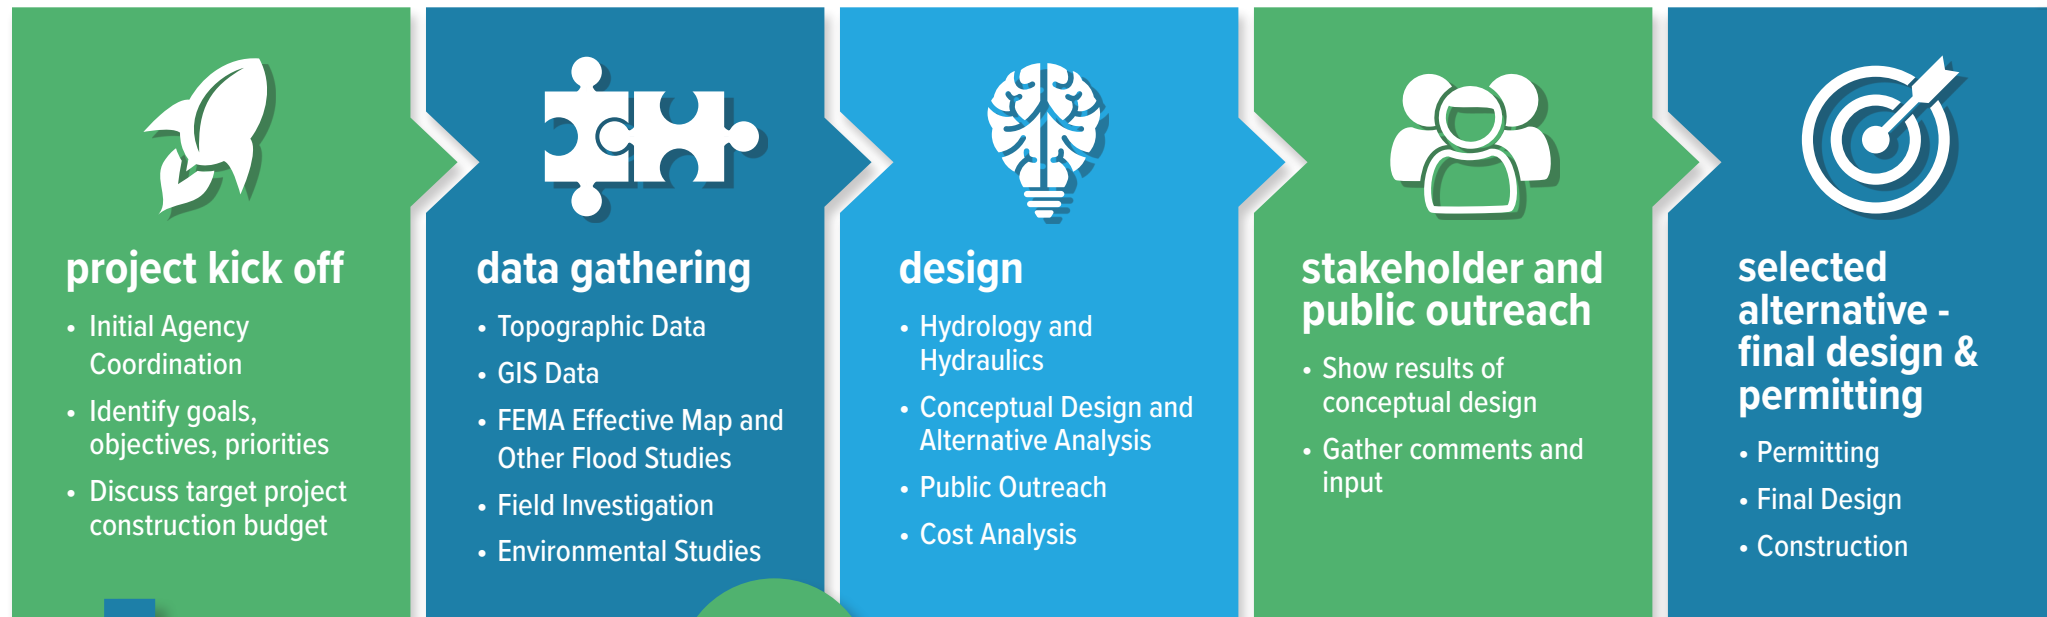 project kick off
• Initial Agency
Coordination
• Identify goals,
objectives, priorities
• Discuss target project
construction budget
data gathering
• Topographic Data
• GIS Data
• FEMA Effective Map and
Other Flood Studies
• Field Investigation
• Environmental Studies
design
• Hydrology and
Hydraulics
• Conceptual Design and
Alternative Analysis
• Public Outreach
• Cost Analysis
stakeholder and
public outreach
• Show results of
conceptual design
• Gather comments and
input
selected
alternative -
final design &
permitting
• Permitting
• Final Design
• Construction